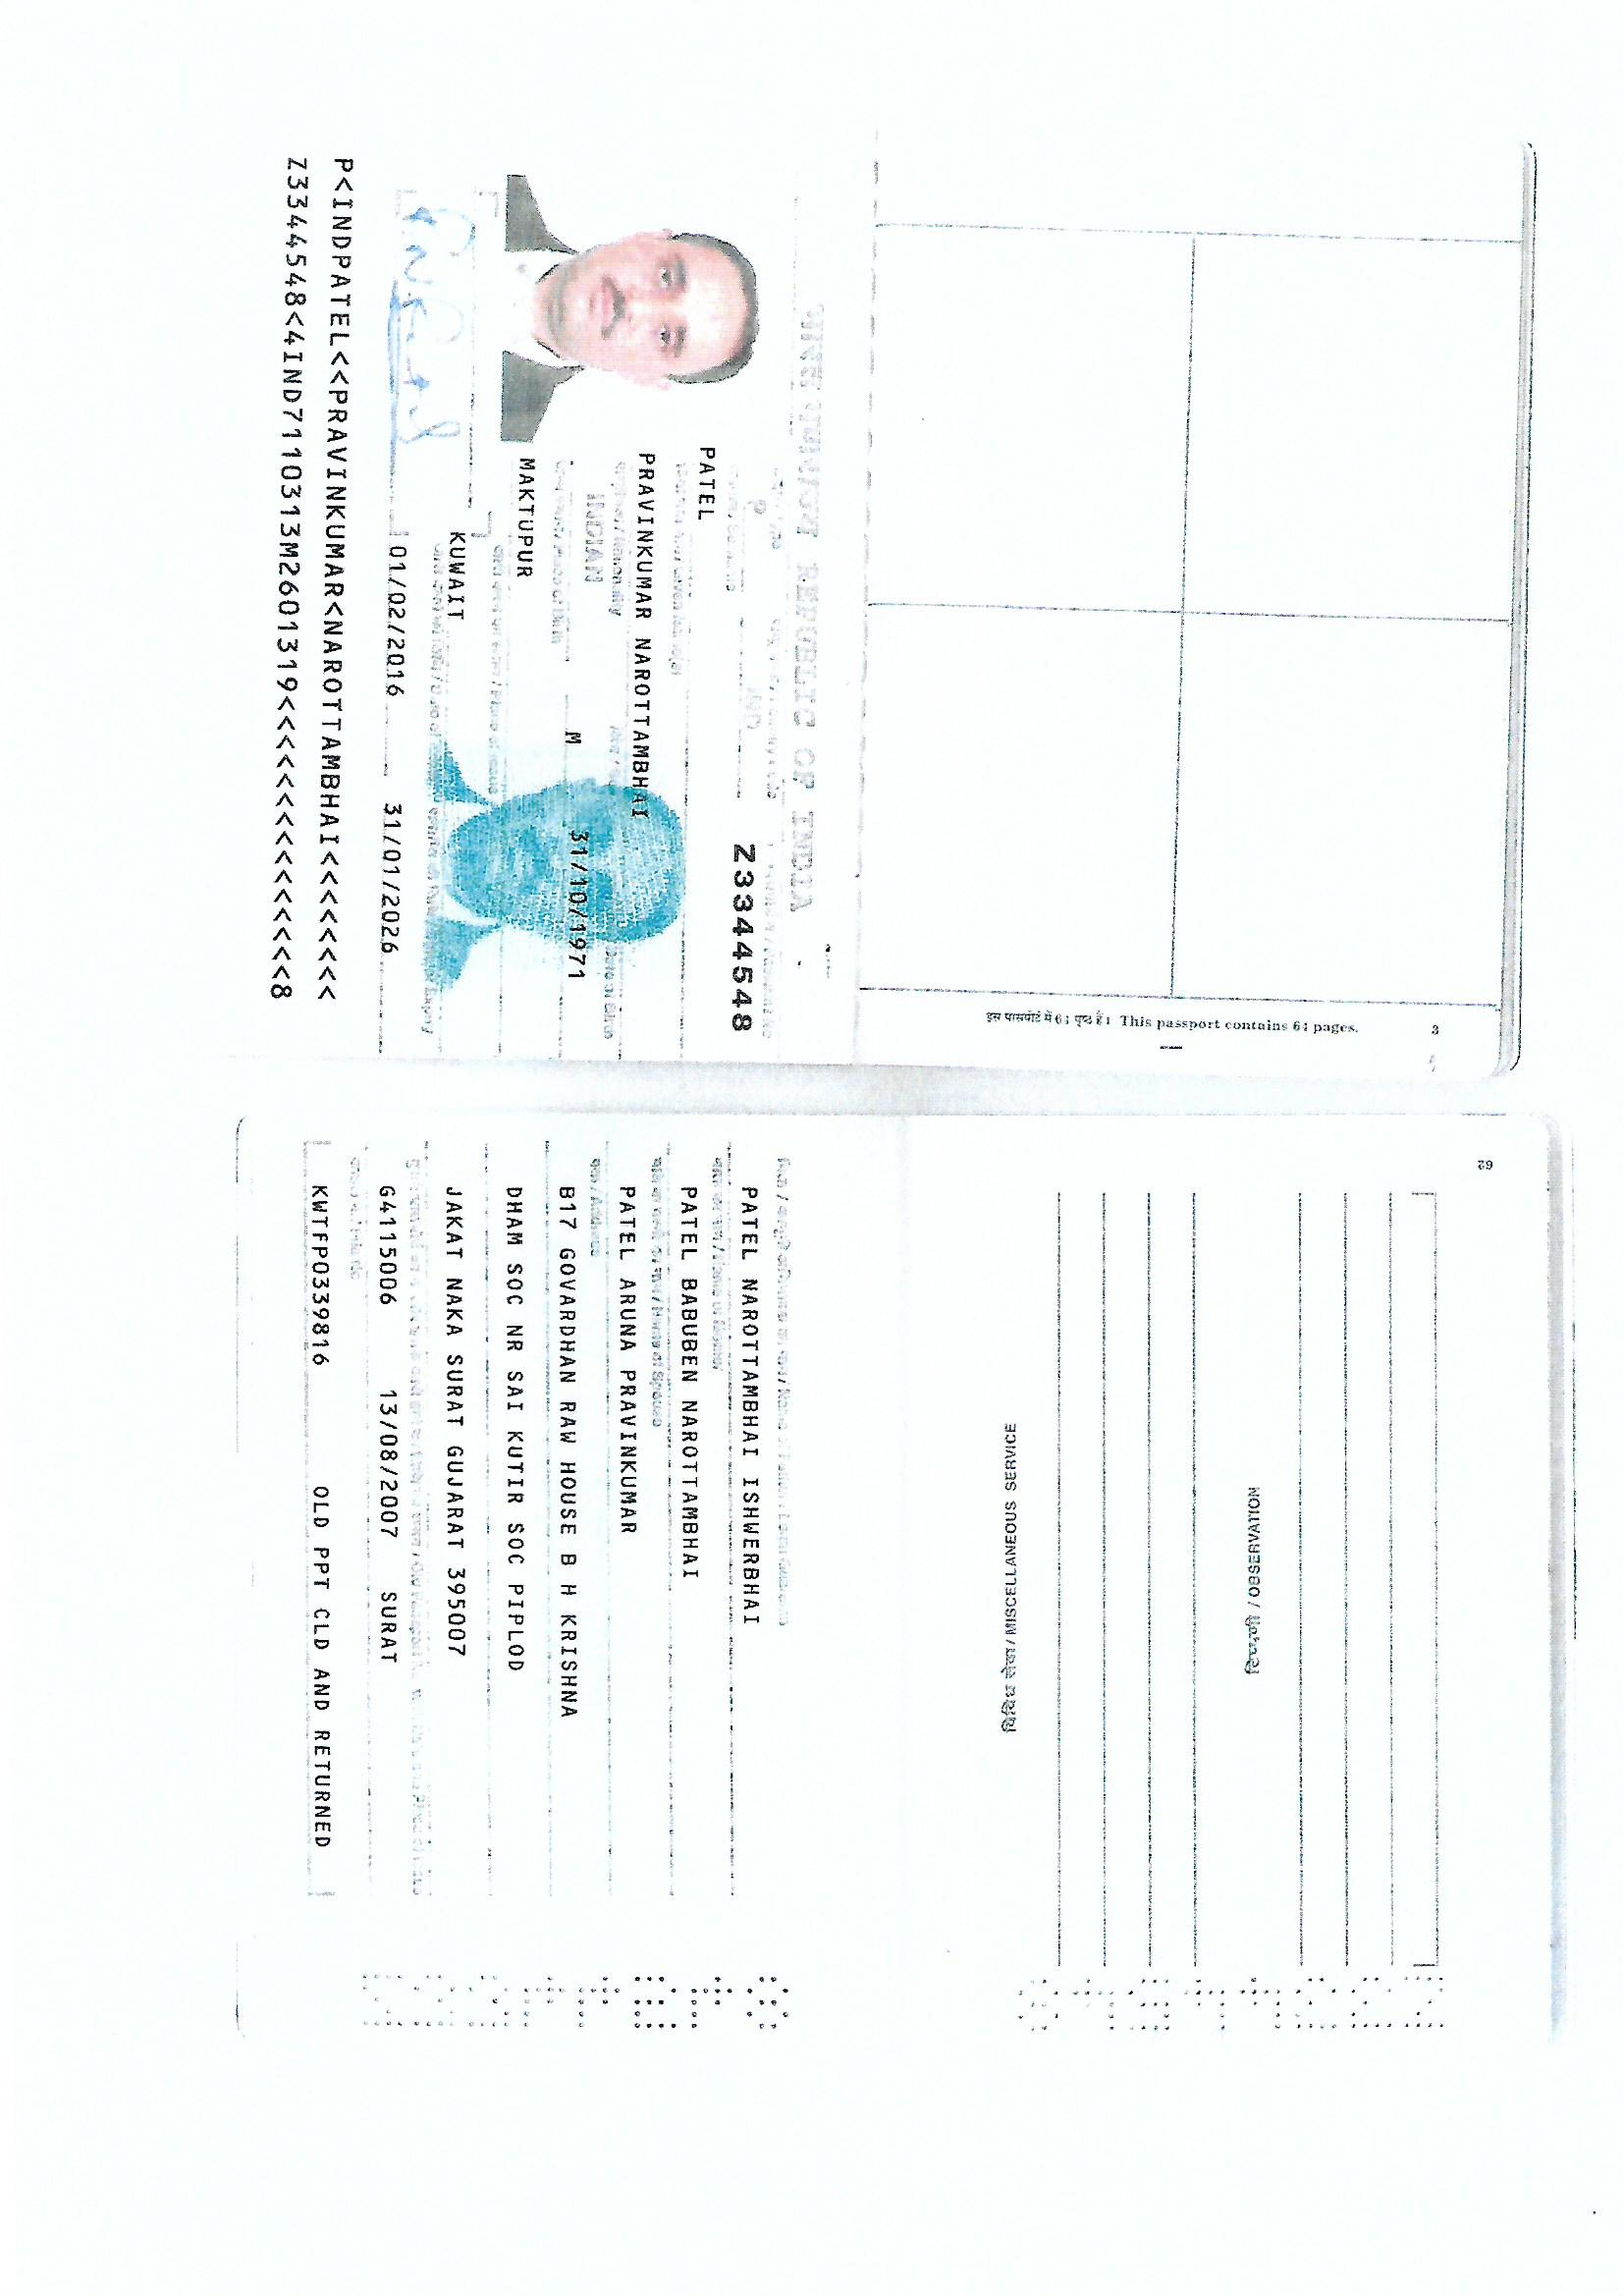 भारत गणराज्य REPUBLIC OF INDIA
P IND Z3344548
PATEL
PRAVINKUMAR NAROTTAMBHAI
INDIAN M 31/10/1971
MAKTUPUR
KUWAIT
01/02/2016 31/01/2026
P<INDPATEL<<PRAVINKUMAR<NAROTTAMBHAI<<<<<<<<
Z3344548<4IND7110313M2601319<<<<<<<<<<<<<<<8
इस पासपोर्ट में 64 पृष्ठ हैं। This passport contains 64 pages. 3
PATEL NAROTTAMBHAI ISHWERBHAI
PATEL BABUBEN NAROTTAMBHAI
PATEL ARUNA PRAVINKUMAR
B17 GOVARDHAN RAW HOUSE B H KRISHNA
DHAM SOC NR SAI KUTIR SOC PIPLOD
JAKAT NAKA SURAT GUJARAT 395007
G4115006 13/08/2007 SURAT
KWTFP0339816 OLD PPT CLD AND RETURNED
62
टिप्पणी / OBSERVATION
विविध सेवा / MISCELLANEOUS SERVICE